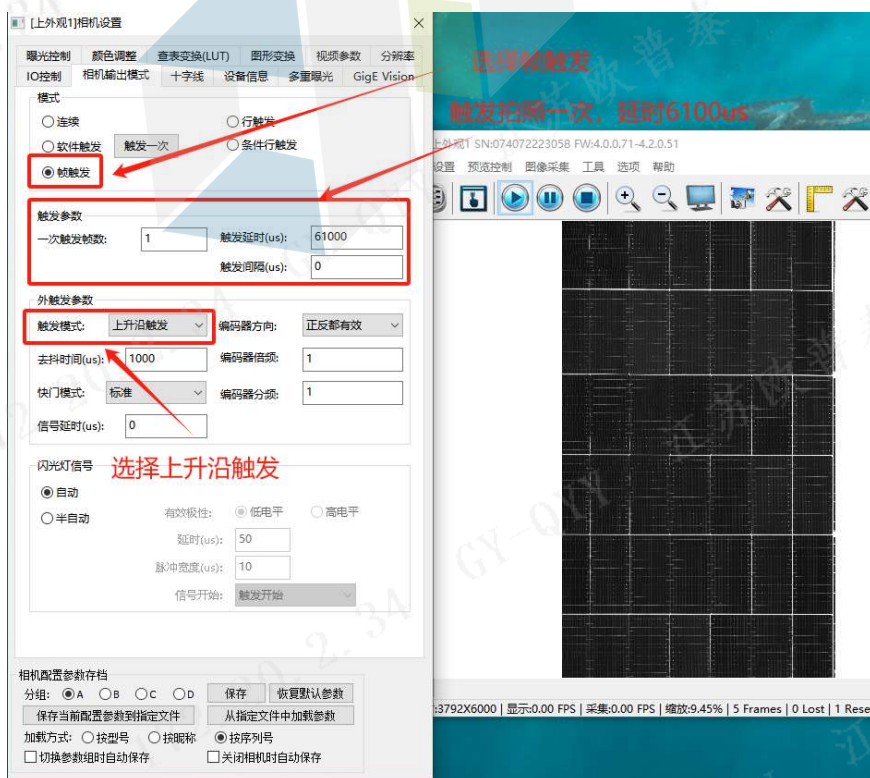 [上外观1]相机设置
曝光控制 颜色调整 查表变换(LUT) 图形变换 视频参数 分辨率
IO控制 相机输出模式 十字线 设备信息 多重曝光 GigE Vision
模式
连续 行触发
软件触发 触发一次 条件行触发
帧触发
触发参数
一次触发帧数: 1 触发延时(us): 61000
触发间隔(us): 0
外触发参数
触发模式: 上升沿触发 编码器方向: 正反都有效
去抖时间(us): 1000 编码器倍频: 1
快门模式: 标准 编码器分频: 1
信号延时(us): 0
选择上升沿触发
闪光灯信号
自动
半自动 有效极性: 低电平 高电平
延时(us): 50
脉冲宽度(us): 10
信号开始: 触发开始
相机配置参数存档
分组: A B C D 保存 恢复默认参数
保存当前配置参数到指定文件 从指定文件中加载参数
加载方式: 按型号 按昵称 按序列号
切换参数组时自动保存 关闭相机时自动保存
选择帧触发
触发拍照一次，延时6100us
上外观1 SN:074072223058 FW:4.0.0.71-4.2.0.51
设置 预览控制 图像采集 工具 选项 帮助
:3792X6000 | 显示:0.00 FPS | 采集:0.00 FPS | 缩放:9.45% | 5 Frames | 0 Lost | 1 Rese
GY-QYY 江苏欧普泰